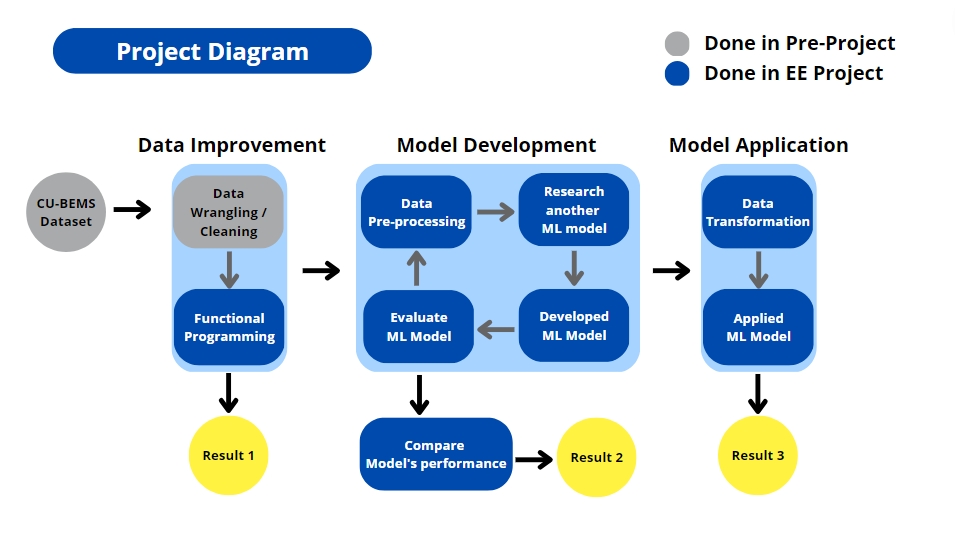 Project Diagram
Done in Pre-Project
Done in EE Project
Data Improvement
Model Development
Model Application
CU-BEMS
Dataset
Data
Wrangling /
Cleaning
Functional
Programming
Data
Pre-processing
Research
another
ML model
Evaluate
ML Model
Developed
ML Model
Data
Transformation
Applied
ML Model
Result 1
Compare
Model's performance
Result 2
Result 3